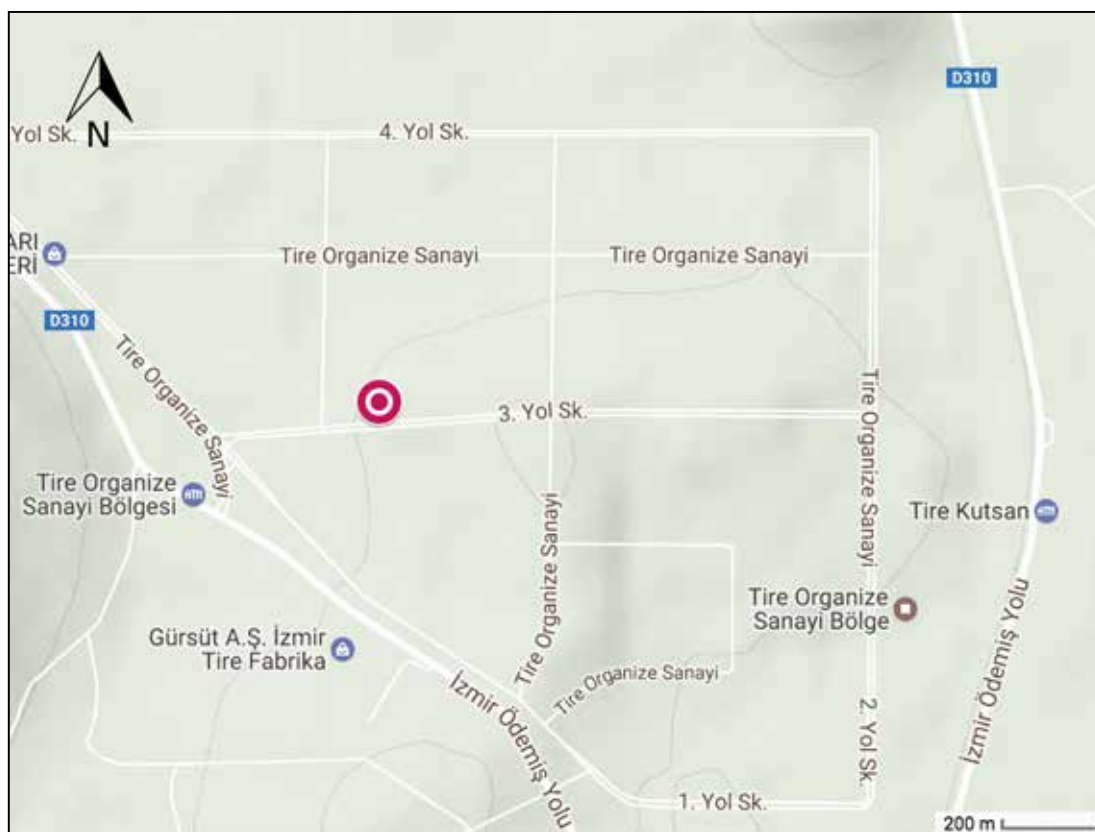 D310
N
Yol Sk.
4. Yol Sk.
ARI
ERİ
Tire Organize Sanayi
Tire Organize Sanayi
D310
Tire Organize Sanayi
3. Yol Sk.
Tire Organize Sanayi
Tire Organize
Sanayi Bölgesi
Tire Kutsan
Tire Organize Sanayi
Tire Organize
Sanayi Bölge
Gürsüt A.Ş. İzmir
Tire Fabrika
Tire Organize Sanayi
İzmir Ödemiş Yolu
İzmir Ödemiş Yolu
2. Yol Sk.
1. Yol Sk.
200 m